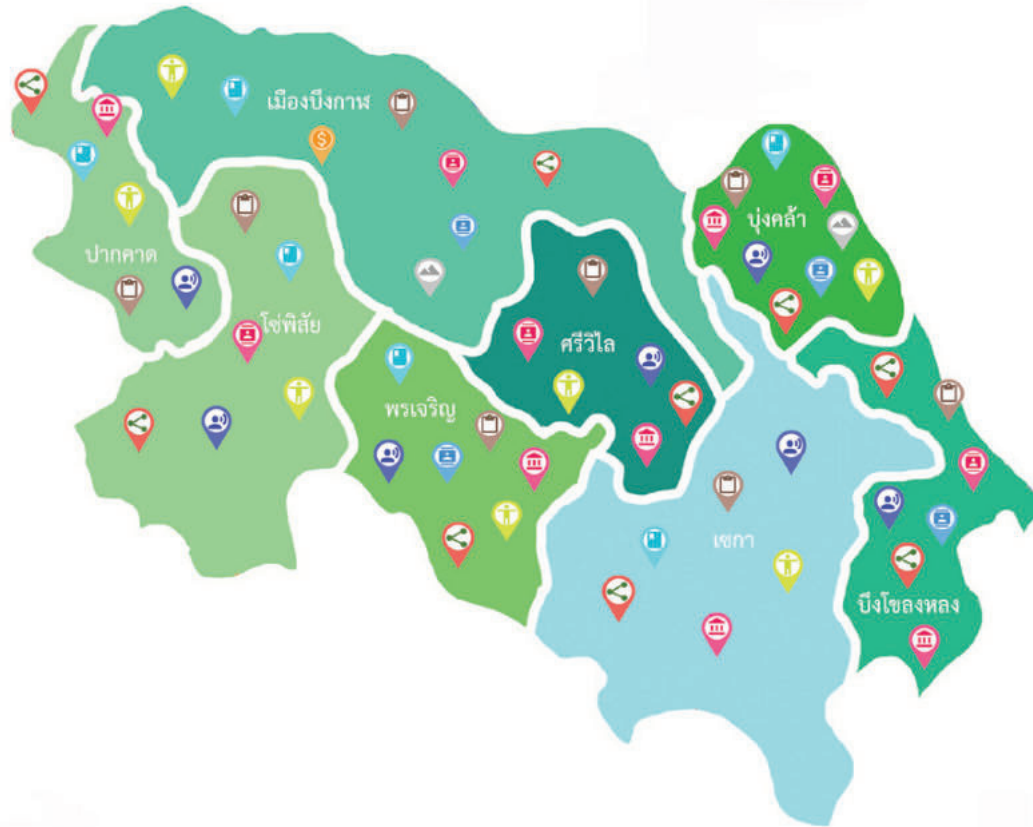 เมืองบึงกาฬ
บุ่งคล้า
ปากคาด
โซ่พิสัย
ศรีวิไล
พรเจริญ
เซกา
บึงโขงหลง